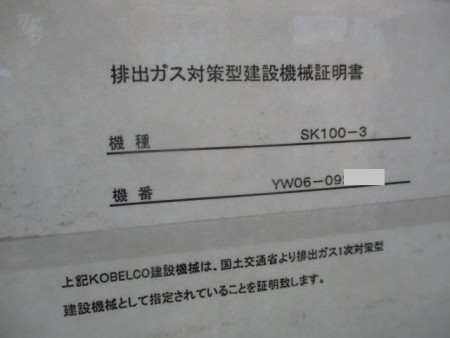 排出ガス対策型建設機械証明書
機種 SK100-3
機番 YW06-09
上記KOBELCO建設機械は、国土交通省より排出ガス1次対策型
建設機械として指定されていることを証明致します。